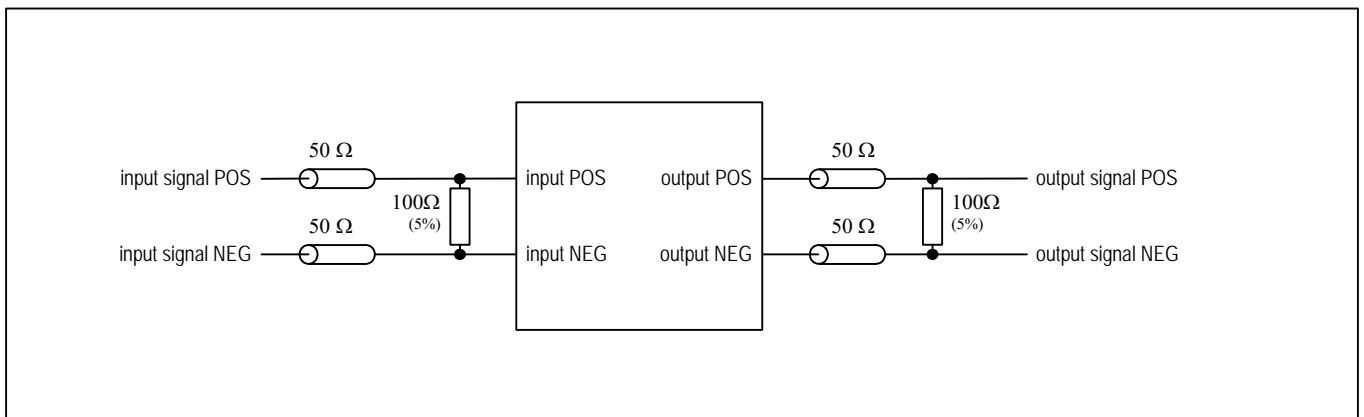 50 Ω
50 Ω
input signal POS
input POS
output POS
output signal POS
100Ω
(5%)
100Ω
(5%)
50 Ω
50 Ω
input signal NEG
input NEG
output NEG
output signal NEG